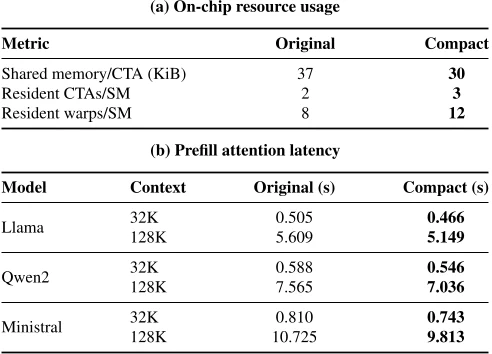 (a) On-chip resource usage
Metric Original Compact
Shared memory/CTA (KiB) 37 30
Resident CTAs/SM 2 3
Resident warps/SM 8 12
(b) Prefill attention latency
Model Context Original (s) Compact (s)
Llama 32K 0.505 0.466
128K 5.609 5.149
Qwen2 32K 0.588 0.546
128K 7.565 7.036
Ministral 32K 0.810 0.743
128K 10.725 9.813